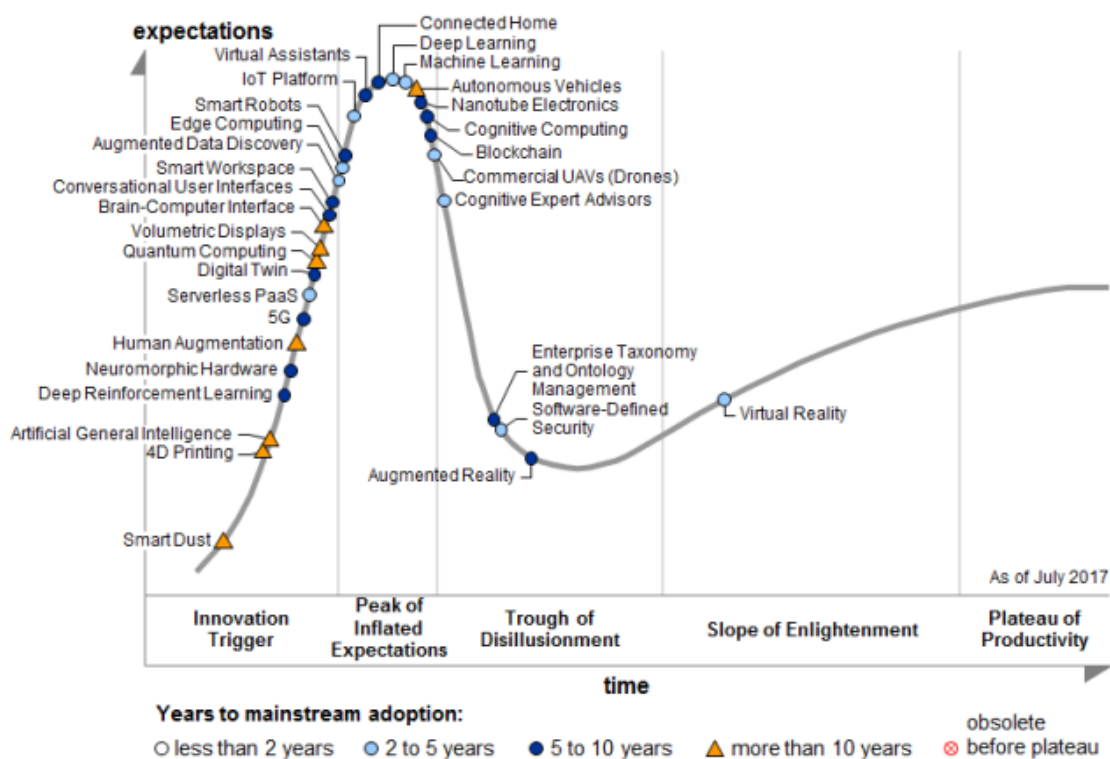 expectations
Connected Home
Deep Learning
Virtual Assistants
Machine Learning
IoT Platform
Autonomous Vehicles
Smart Robots
Nanotube Electronics
Edge Computing
Cognitive Computing
Augmented Data Discovery
Blockchain
Smart Workspace
Commercial UAVs (Drones)
Conversational User Interfaces
Cognitive Expert Advisors
Brain-Computer Interface
Volumetric Displays
Quantum Computing
Digital Twin
Serverless PaaS
5G
Human Augmentation
Neuromorphic Hardware
Deep Reinforcement Learning
Artificial General Intelligence
4D Printing
Smart Dust
Enterprise Taxonomy
and Ontology
Management
Software-Defined
Security
Augmented Reality
Virtual Reality
As of July 2017
Innovation
Trigger
Peak of
Inflated
Expectations
Trough of
Disillusionment
Slope of Enlightenment
Plateau of
Productivity
time
Years to mainstream adoption:
less than 2 years
2 to 5 years
5 to 10 years
more than 10 years
obsolete
before plateau